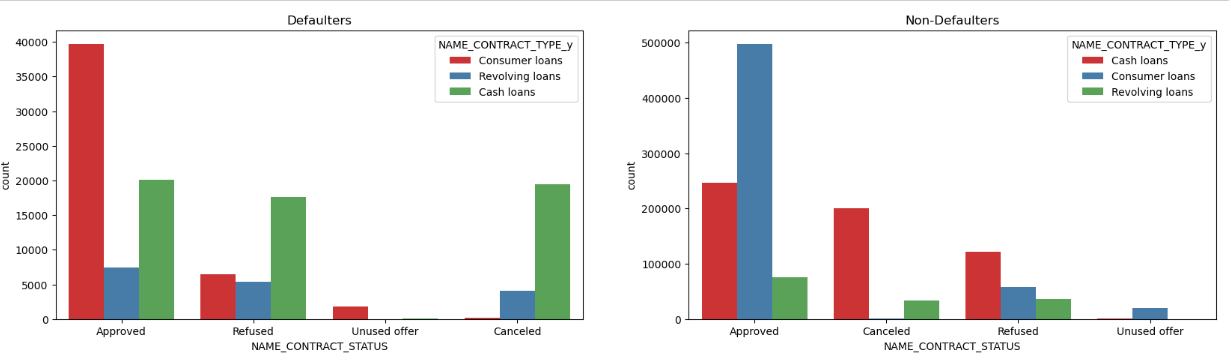 Defaulters
NAME_CONTRACT_TYPE_y
Consumer loans
Revolving loans
Cash loans
40000
35000
30000
25000
20000
15000
10000
5000
0
count
Approved
Refused
Unused offer
Canceled
NAME_CONTRACT_STATUS
Non-Defaulters
NAME_CONTRACT_TYPE_y
Cash loans
Consumer loans
Revolving loans
500000
400000
300000
200000
100000
0
count
Approved
Canceled
Refused
Unused offer
NAME_CONTRACT_STATUS